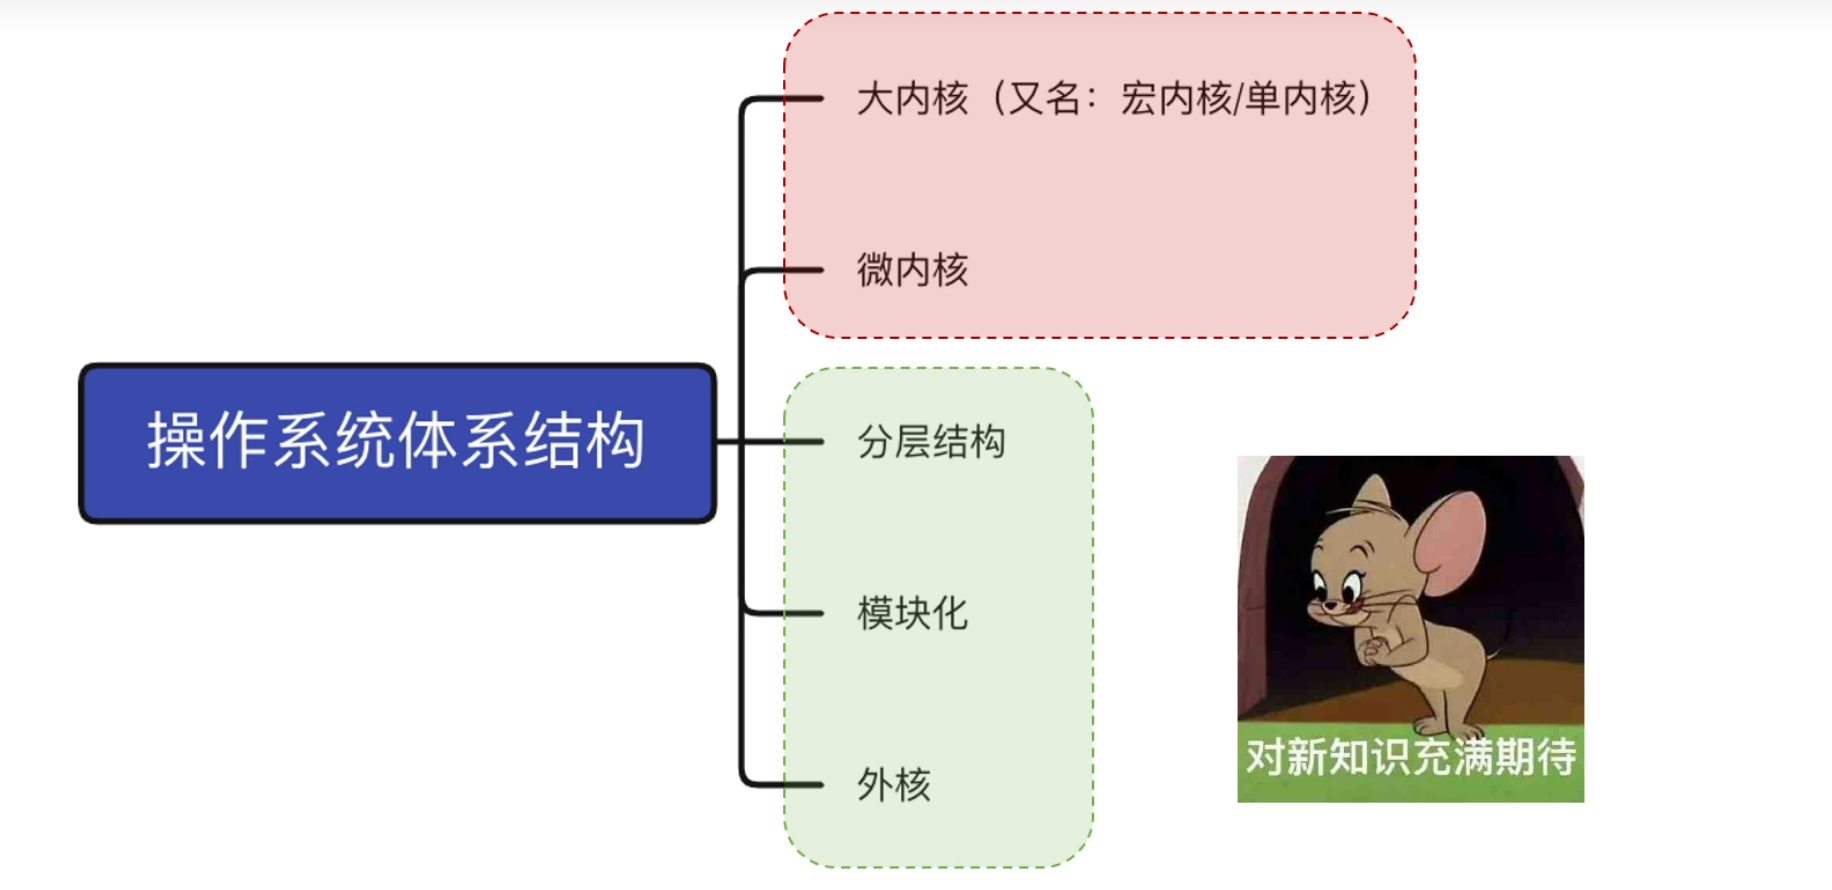 大内核（又名：宏内核/单内核）
微内核
操作系统体系结构
分层结构
模块化
外核
对新知识充满期待